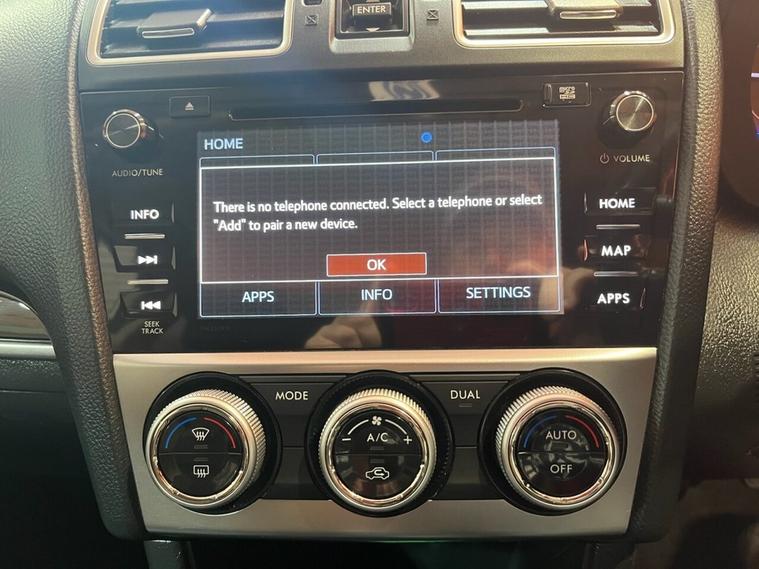 ENTER
AUDIO/TUNE
VOLUME
HOME
There is no telephone connected. Select a telephone or select
"Add" to pair a new device.
OK
APPS
INFO
SETTINGS
INFO
SEEK
TRACK
HOME
MAP
APPS
MODE
DUAL
A/C
AUTO
OFF